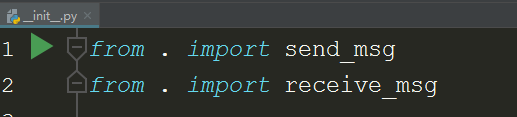 __init__.py
1 from . import send_msg
2 from . import receive_msg